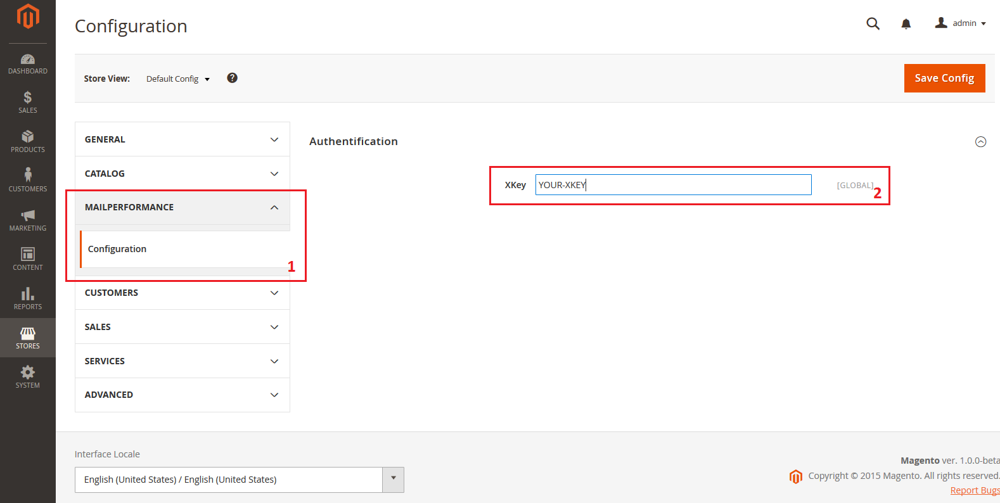 Configuration
admin
DASHBOARD
SALES
PRODUCTS
CUSTOMERS
MARKETING
CONTENT
REPORTS
STORES
SYSTEM
Store View: Default Config ?
Save Config
GENERAL
CATALOG
MAILPERFORMANCE
Configuration
1
CUSTOMERS
SALES
SERVICES
ADVANCED
Authentification
XKey YOUR-XKEY [GLOBAL] 2
Interface Locale
English (United States) / English (United States)
Magento ver. 1.0.0-beta
Copyright © 2015 Magento. All rights reserved.
Report Bugs